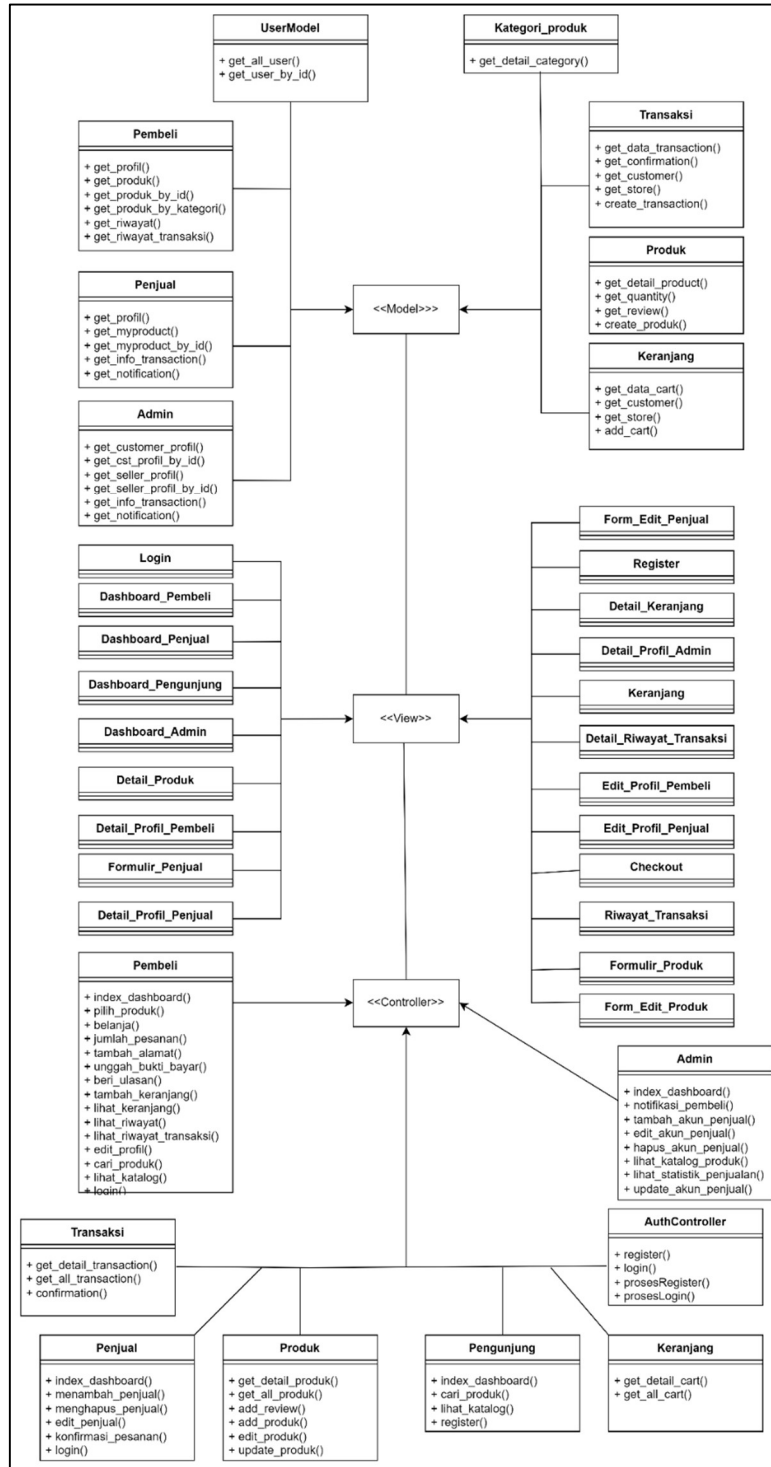 UserModel
+ get_all_user()
+ get_user_by_id()
Kategori_produk
+ get_detail_category()
Pembeli
+ get_profil()
+ get_produk()
+ get_produk_by_id()
+ get_produk_by_kategori()
+ get_riwayat()
+ get_riwayat_transaksi()
Transaksi
+ get_data_transaction()
+ get_confirmation()
+ get_customer()
+ get_store()
+ create_transaction()
Produk
+ get_detail_product()
+ get_quantity()
+ get_review()
+ create_produk()
Penjual
+ get_profil()
+ get_myproduct()
+ get_myproduct_by_id()
+ get_info_transaction()
+ get_notification()
<<Model>>>
Keranjang
+ get_data_cart()
+ get_customer()
+ get_store()
+ add_cart()
Admin
+ get_customer_profil()
+ get_cst_profil_by_id()
+ get_seller_profil()
+ get_seller_profil_by_id()
+ get_info_transaction()
+ get_notification()
Login
Dashboard_Pembeli
Dashboard_Penjual
Dashboard_Pengunjung
Dashboard_Admin
Detail_Produk
Detail_Profil_Pembeli
Formulir_Penjual
Detail_Profil_Penjual
<<View>>
Form_Edit_Penjual
Register
Detail_Keranjang
Detail_Profil_Admin
Keranjang
Detail_Riwayat_Transaksi
Edit_Profil_Pembeli
Edit_Profil_Penjual
Checkout
Riwayat_Transaksi
Formulir_Produk
Form_Edit_Produk
Pembeli
+ index_dashboard()
+ pilih_produk()
+ belanja()
+ jumlah_pesanan()
+ tambah_alamat()
+ unggah_bukti_bayar()
+ beri_ulasan()
+ tambah_keranjang()
+ lihat_keranjang()
+ lihat_riwayat()
+ lihat_riwayat_transaksi()
+ edit_profil()
+ cari_produk()
+ lihat_katalog()
+ login()
<<Controller>>
Admin
+ index_dashboard()
+ notifikasi_pembeli()
+ tambah_akun_penjual()
+ edit_akun_penjual()
+ hapus_akun_penjual()
+ lihat_katalog_produk()
+ lihat_statistik_penjualan()
+ update_akun_penjual()
Transaksi
+ get_detail_transaction()
+ get_all_transaction()
+ confirmation()
AuthController
+ register()
+ login()
+ prosesRegister()
+ prosesLogin()
Penjual
+ index_dashboard()
+ menambah_penjual()
+ menghapus_penjual()
+ edit_penjual()
+ konfirmasi_pesanan()
+ login()
Produk
+ get_detail_produk()
+ get_all_produk()
+ add_review()
+ add_produk()
+ edit_produk()
+ update_produk()
Pengunjung
+ index_dashboard()
+ cari_produk()
+ lihat_katalog()
+ register()
Keranjang
+ get_detail_cart()
+ get_all_cart()